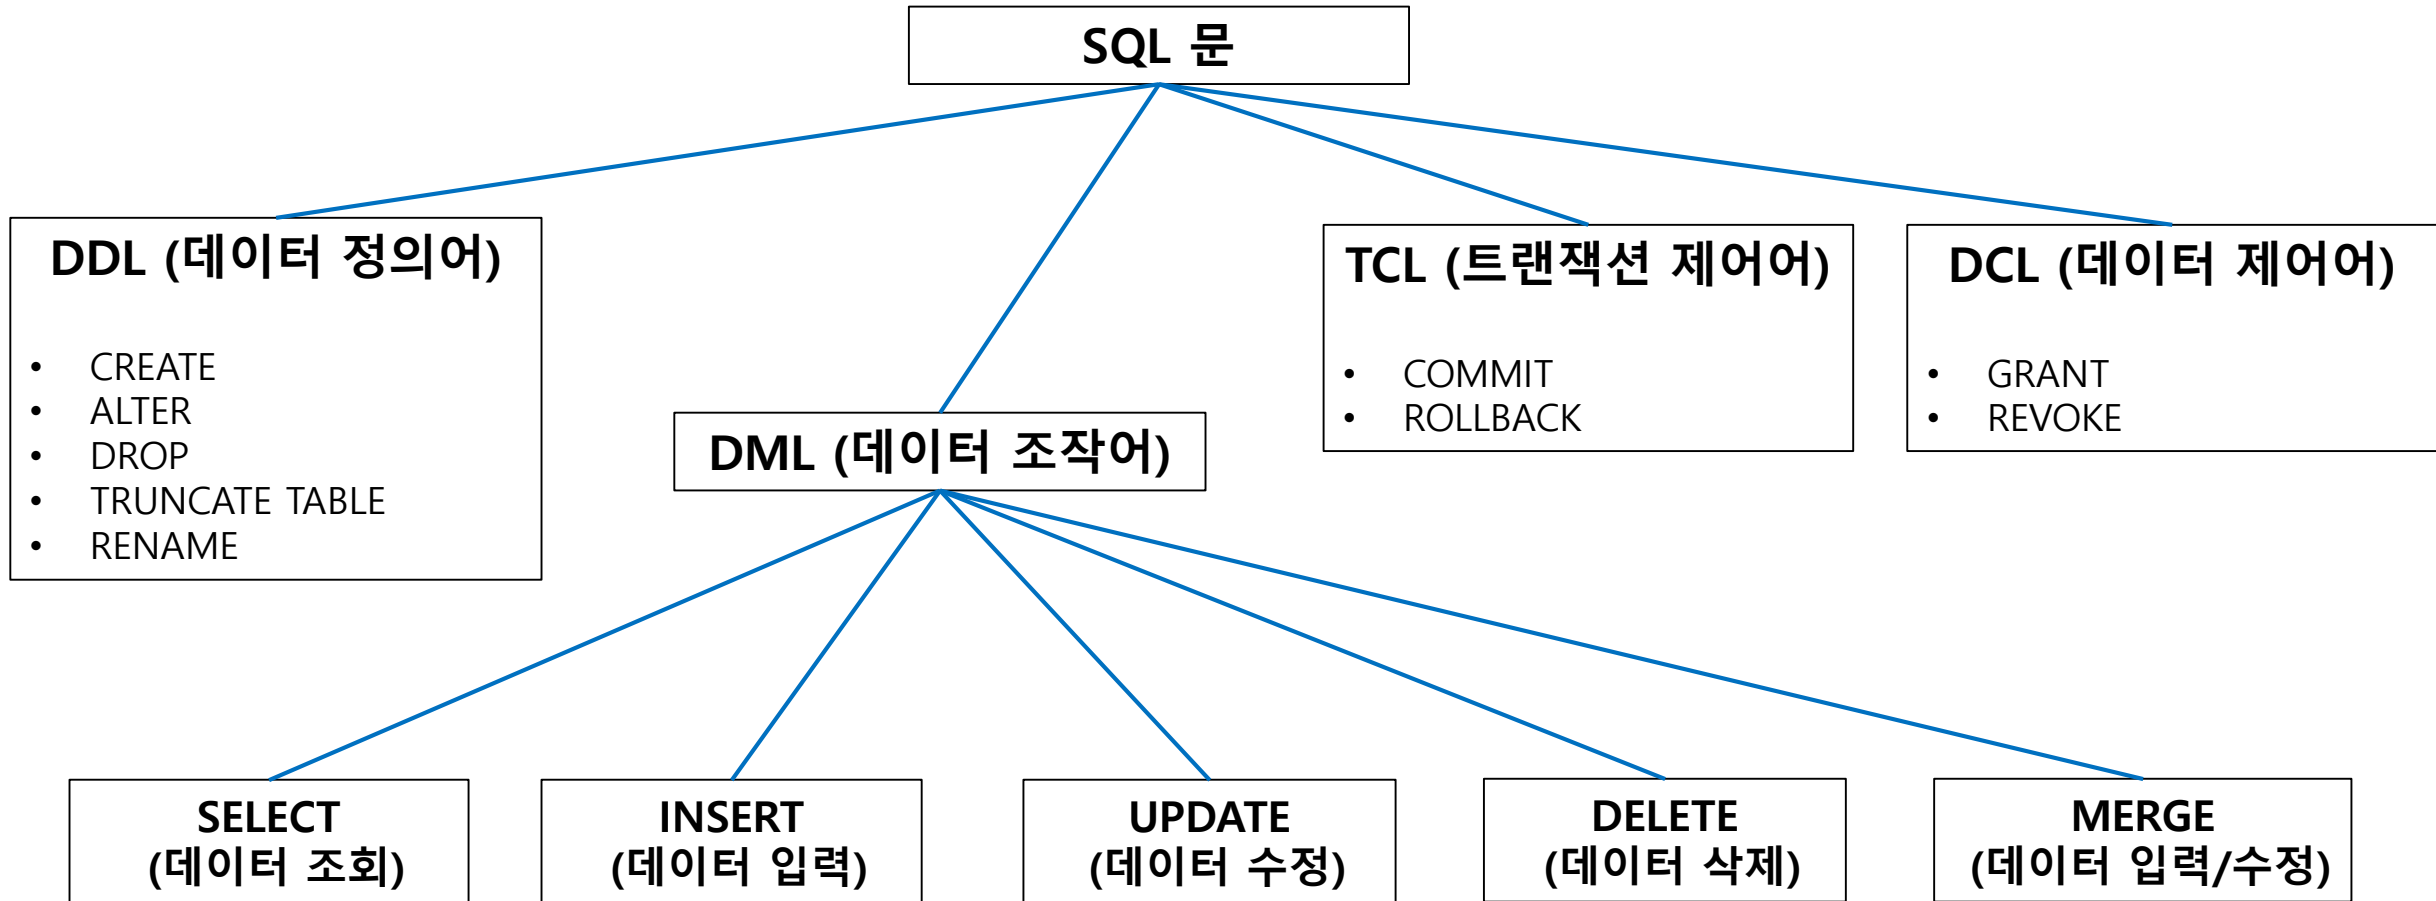 SQL 문
DDL (데이터 정의어)
• CREATE
• ALTER
• DROP
• TRUNCATE TABLE
• RENAME
DML (데이터 조작어)
TCL (트랜잭션 제어어)
• COMMIT
• ROLLBACK
DCL (데이터 제어어)
• GRANT
• REVOKE
SELECT
(데이터 조회)
INSERT
(데이터 입력)
UPDATE
(데이터 수정)
DELETE
(데이터 삭제)
MERGE
(데이터 입력/수정)